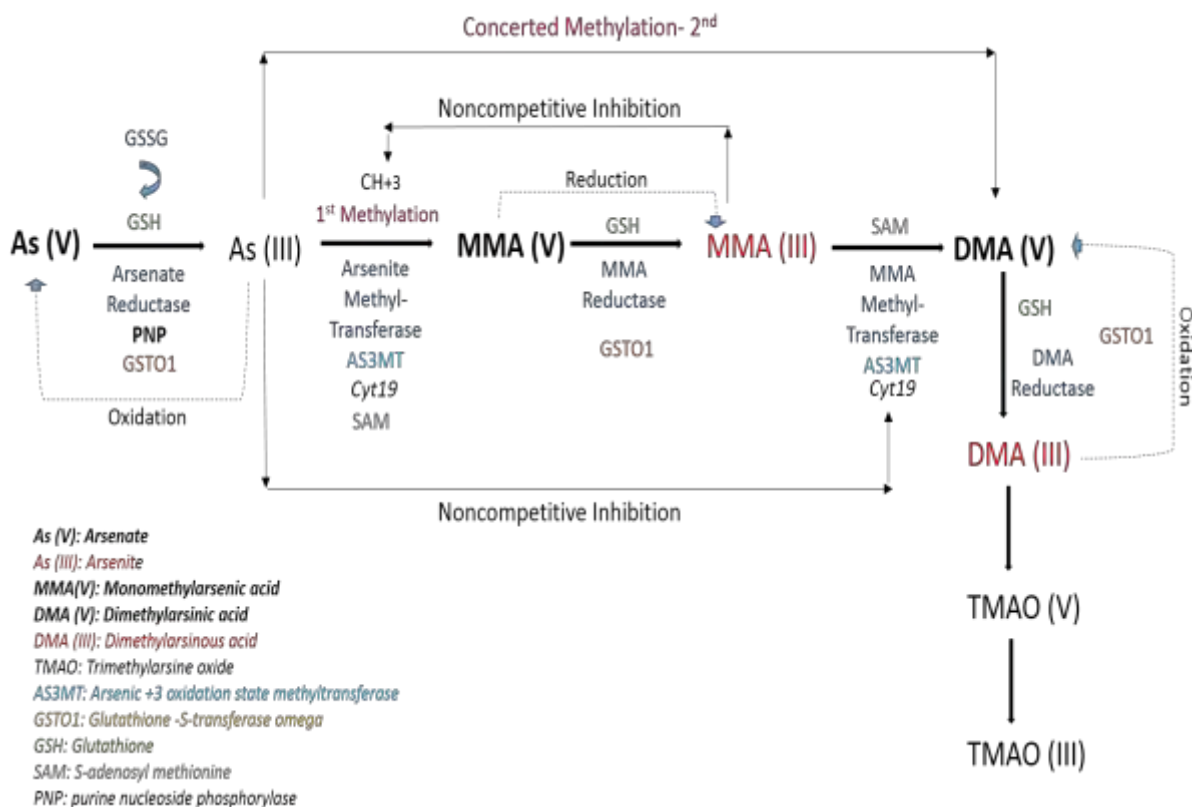 Concerted Methylation- 2nd
Noncompetitive Inhibition
GSSG
GSH
CH+3
1st Methylation
Reduction
As (V)
As (III)
MMA (V)
GSH
MMA (III)
SAM
DMA (V)
Arsenate
Reductase
PNP
GSTO1
Arsenite
Methyl-
Transferase
AS3MT
Cyt19
SAM
MMA
Reductase
GSTO1
MMA
Methyl-
Transferase
AS3MT
Cyt19
GSH
DMA
Reductase
GSTO1
Oxidation
Oxidation
DMA (III)
Noncompetitive Inhibition
TMAO (V)
TMAO (III)
As (V): Arsenate
As (III): Arsenite
MMA(V): Monomethylarsenic acid
DMA (V): Dimethylarsinic acid
DMA (III): Dimethylarsinous acid
TMAO: Trimethylarsine oxide
AS3MT: Arsenic +3 oxidation state methyltransferase
GSTO1: Glutathione -S-transferase omega
GSH: Glutathione
SAM: S-adenosyl methionine
PNP: purine nucleoside phosphorylase